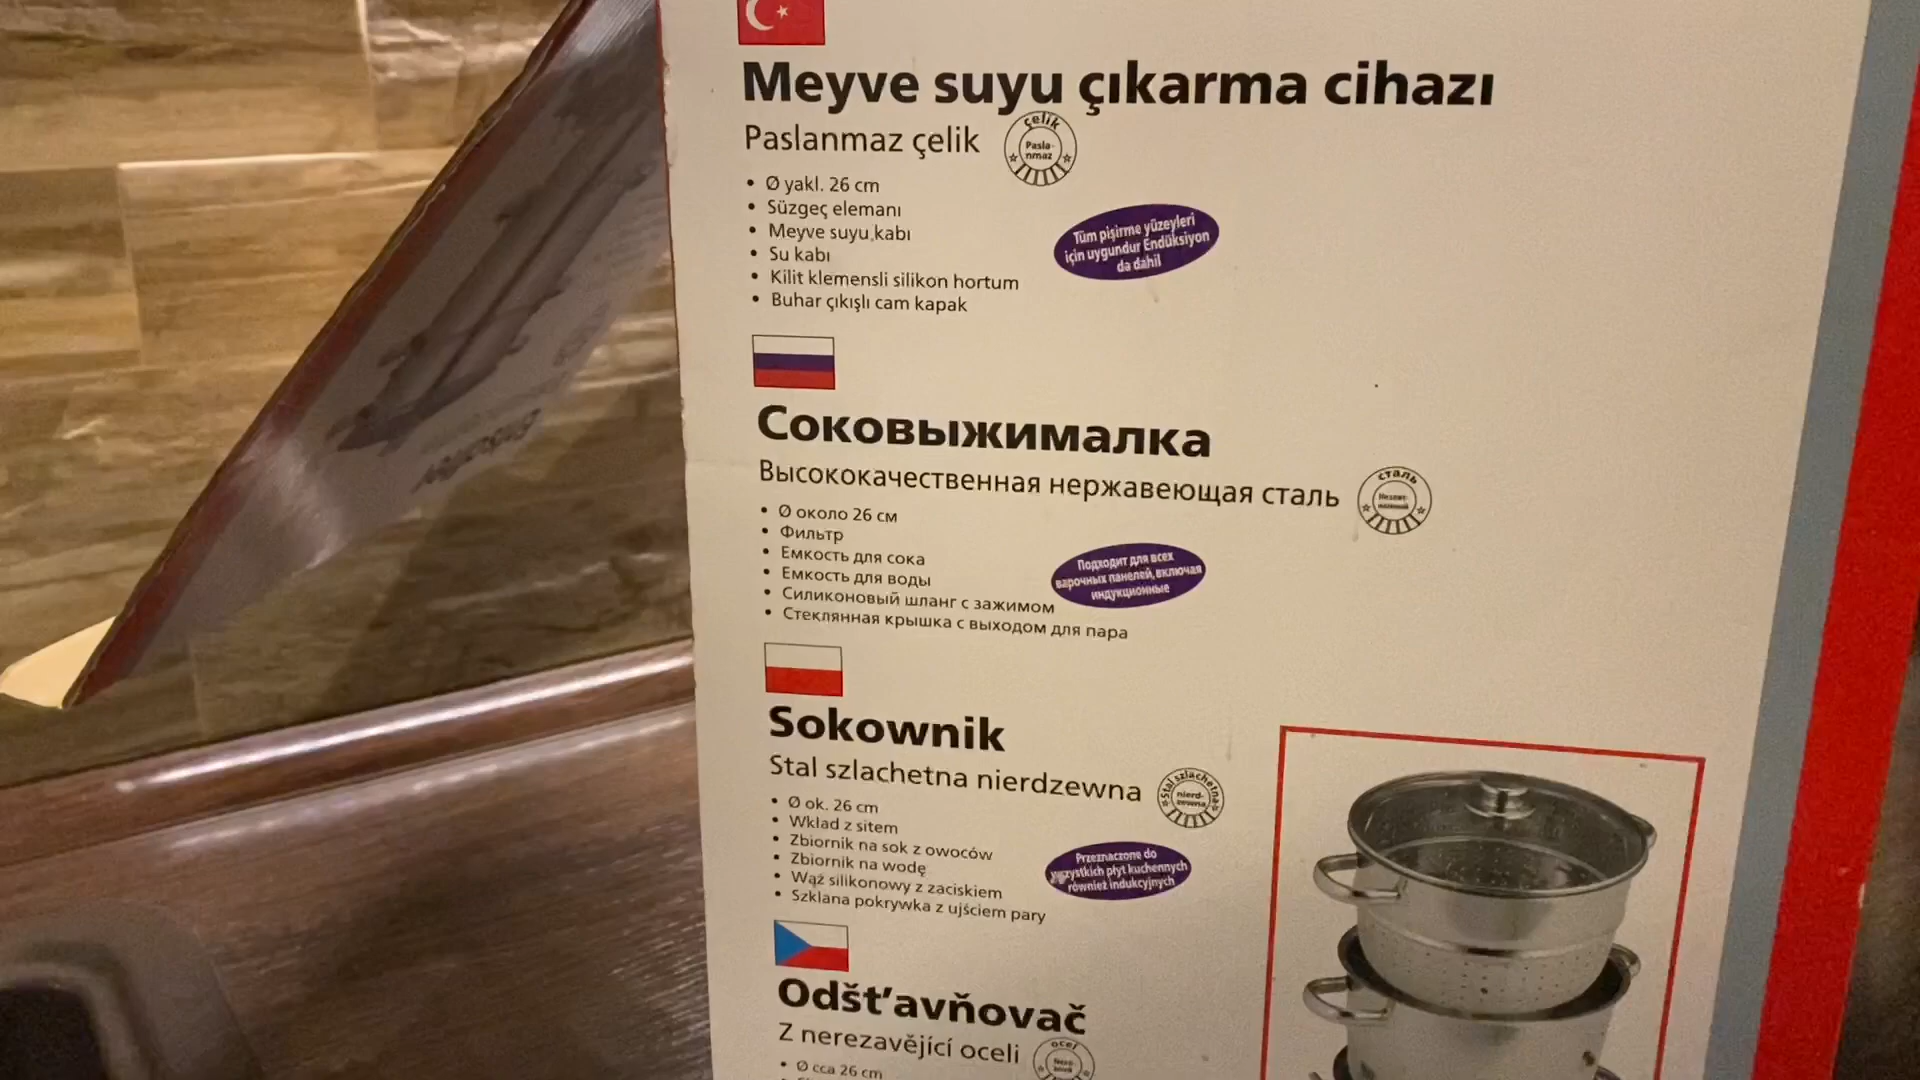 Meyve suyu çıkarma cihazı
Paslanmaz çelik
çelik
Pasla-
nmaz
• Ø yakl. 26 cm
• Süzgeç elemanı
• Meyve suyu kabı
• Su kabı
• Kilit klemensli silikon hortum
• Buhar çıkışlı cam kapak
Tüm pişirme yüzeyleri
için uygundur Endüksiyon
da dahil
Соковыжималка
Высококачественная нержавеющая сталь
сталь
• Ø около 26 см
• Фильтр
• Емкость для сока
• Емкость для воды
• Силиконовый шланг с зажимом
• Стеклянная крышка с выходом для пара
Подходит для всех
варочных панелей, включая
индукционные
Sokownik
Stal szlachetna nierdzewna
Stal szlachetna
nierd-
zewna
• Ø ok. 26 cm
• Wkład z sitem
• Zbiornik na sok z owoców
• Zbiornik na wodę
• Wąż silikonowy z zaciskiem
• Szklana pokrywka z ujściem pary
Przeznaczone do
wszystkich płyt kuchennych
również indukcyjnych
Odšťavňovač
Z nerezavějící oceli
ocel
• Ø cca 26 cm